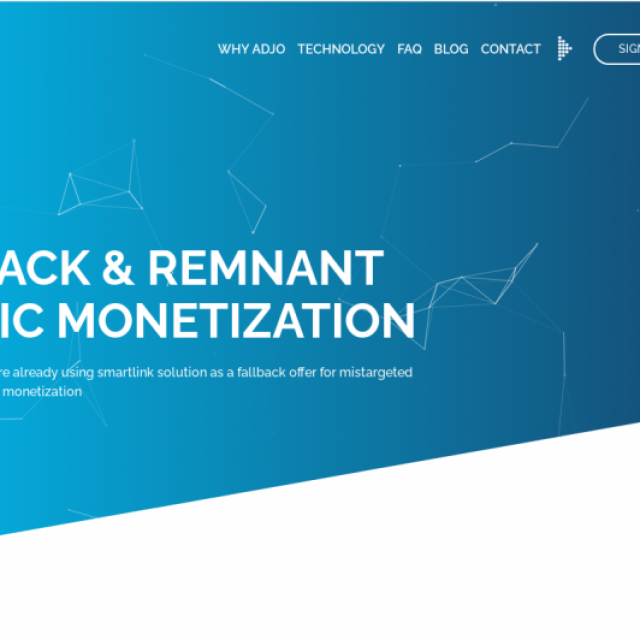 WHY ADJO TECHNOLOGY FAQ BLOG CONTACT SIGN
ACK & REMNANT
IC MONETIZATION
re already using smartlink solution as a fallback offer for mistargeted
monetization